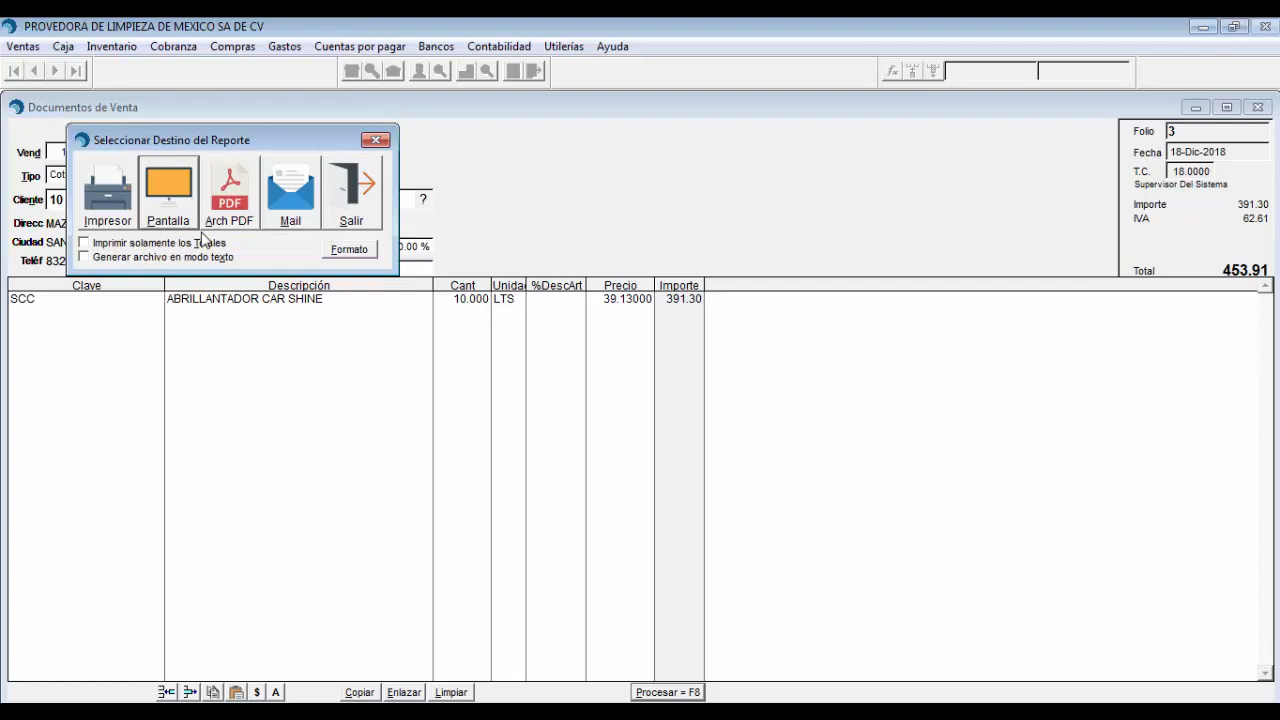 PROVEDORA DE LIMPIEZA DE MEXICO SA DE CV
Ventas Caja Inventario Cobranza Compras Gastos Cuentas por pagar Bancos Contabilidad Utilerías Ayuda
Documentos de Venta
Seleccionar Destino del Reporte
Impresor Pantalla Arch PDF Mail Salir
PDF
Imprimir solamente los Totales
Generar archivo en modo texto
Formato
Vend 1
Tipo Cot
Cliente 10 ?
Direcc MAZ
Ciudad SAN 0.00 %
Teléf 832
Folio 3
Fecha 18-Dic-2018
T.C. 18.0000
Supervisor Del Sistema
Importe 391.30
IVA 62.61
Total 453.91
Clave Descripción Cant Unidad %DescArt Precio Importe
SCC ABRILLANTADOR CAR SHINE 10.000 LTS 39.13000 391.30
$ A Copiar Enlazar Limpiar Procesar = F8